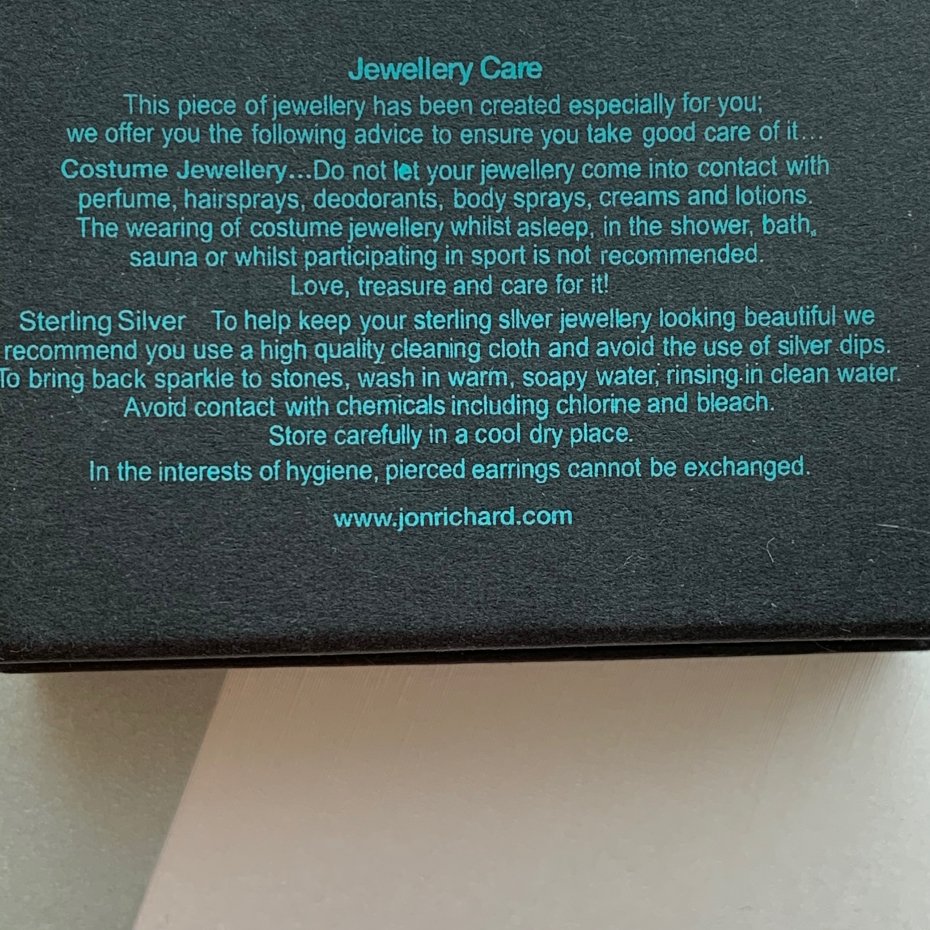 Jewellery Care
This piece of jewellery has been created especially for you;
we offer you the following advice to ensure you take good care of it...
Costume Jewellery...Do not let your jewellery come into contact with
perfume, hairsprays, deodorants, body sprays, creams and lotions.
The wearing of costume jewellery whilst asleep, in the shower, bath,
sauna or whilst participating in sport is not recommended.
Love, treasure and care for it!
Sterling Silver To help keep your sterling silver jewellery looking beautiful we
recommend you use a high quality cleaning cloth and avoid the use of silver dips.
To bring back sparkle to stones, wash in warm, soapy water, rinsing in clean water.
Avoid contact with chemicals including chlorine and bleach.
Store carefully in a cool dry place.
In the interests of hygiene, pierced earrings cannot be exchanged.
www.jonrichard.com